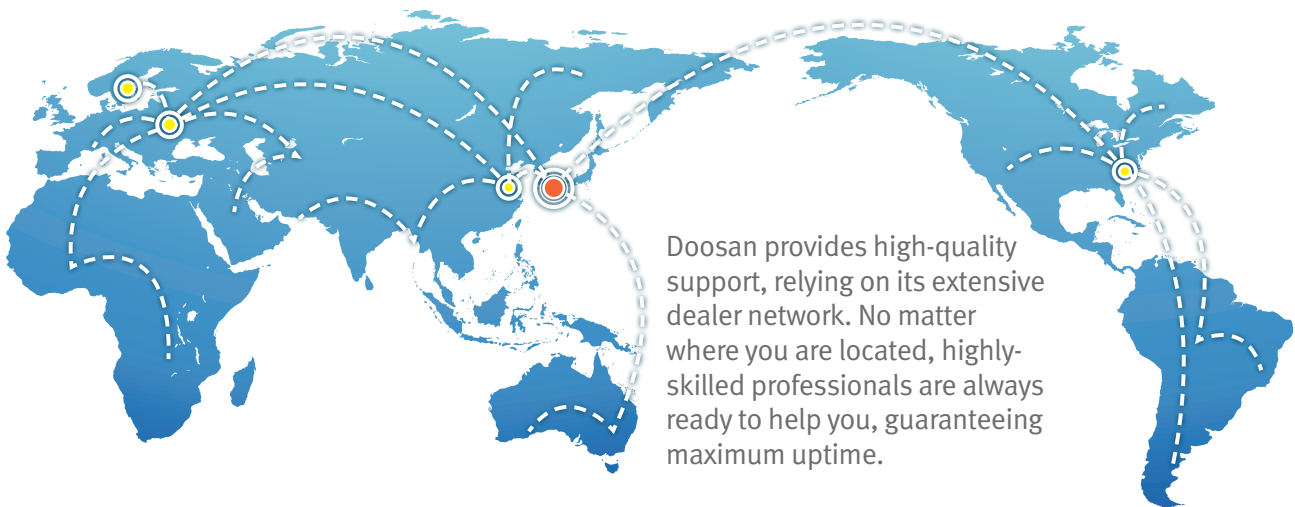 Doosan provides high-quality
support, relying on its extensive
dealer network. No matter
where you are located, highly-
skilled professionals are always
ready to help you, guaranteeing
maximum uptime.